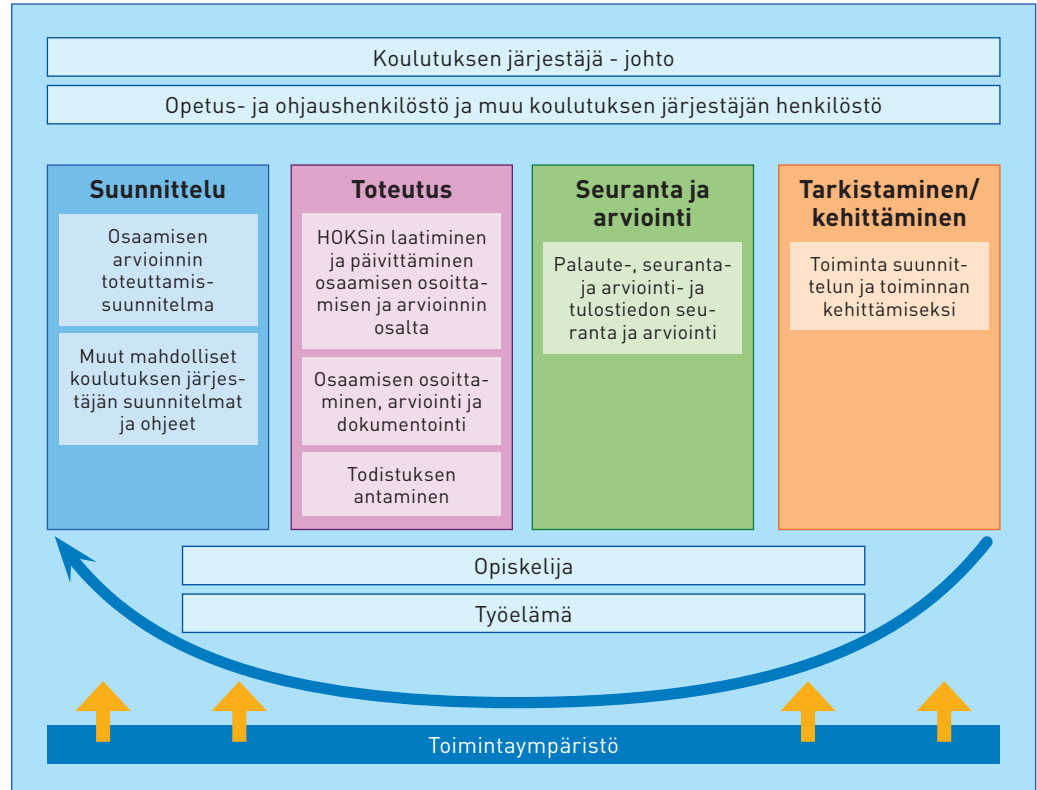 Koulutuksen järjestäjä - johto
Opetus- ja ohjaushenkilöstö ja muu koulutuksen järjestäjän henkilöstö
Suunnittelu
Osaamisen
arvioinnin
toteuttamis-
suunnitelma
Muut mahdolliset
koulutuksen järjes-
täjän suunnitelmat
ja ohjeet
Toteutus
HOKSin laatiminen
ja päivittäminen
osaamisen osoitta-
misen ja arvioinnin
osalta
Osaamisen osoitta-
minen, arviointi ja
dokumentointi
Todistuksen
antaminen
Seuranta ja
arviointi
Palaute-, seuranta-
ja arviointi- ja
tulostiedon seu-
ranta ja arviointi
Tarkistaminen/
kehittäminen
Toiminta suunnit-
telun ja toiminnan
kehittämiseksi
Opiskelija
Työelämä
Toimintaympäristö